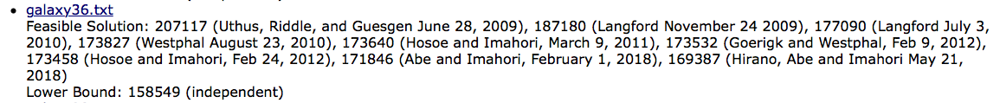 galaxy36.txt
Feasible Solution: 207117 (Uthus, Riddle, and Guesgen June 28, 2009), 187180 (Langford November 24 2009), 177090 (Langford July 3,
2010), 173827 (Westphal August 23, 2010), 173640 (Hosoe and Imahori, March 9, 2011), 173532 (Goerigk and Westphal, Feb 9, 2012),
173458 (Hosoe and Imahori, Feb 24, 2012), 171846 (Abe and Imahori, February 1, 2018), 169387 (Hirano, Abe and Imahori May 21,
2018)
Lower Bound: 158549 (independent)